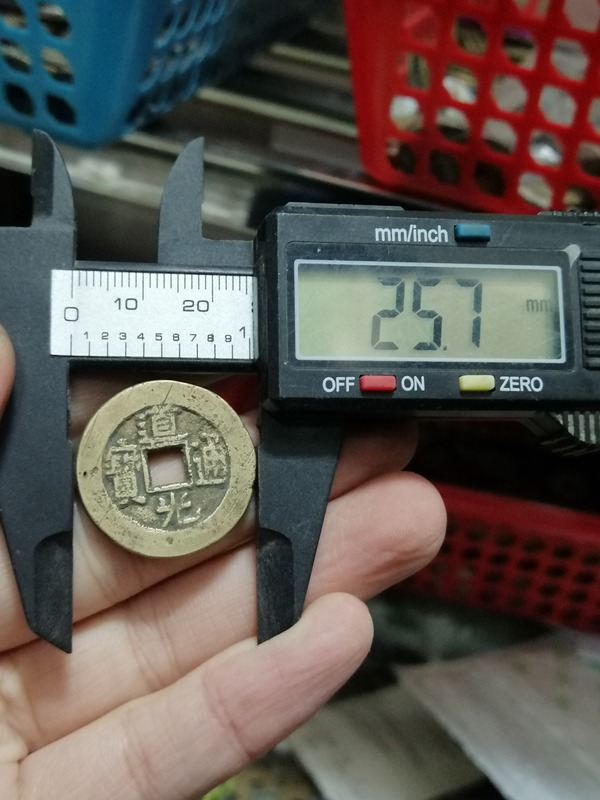 mm/inch
25.7 mm
OFF ON ZERO
0 10 20
1 2 3 4 5 6 7 8 9 1
道光通寶